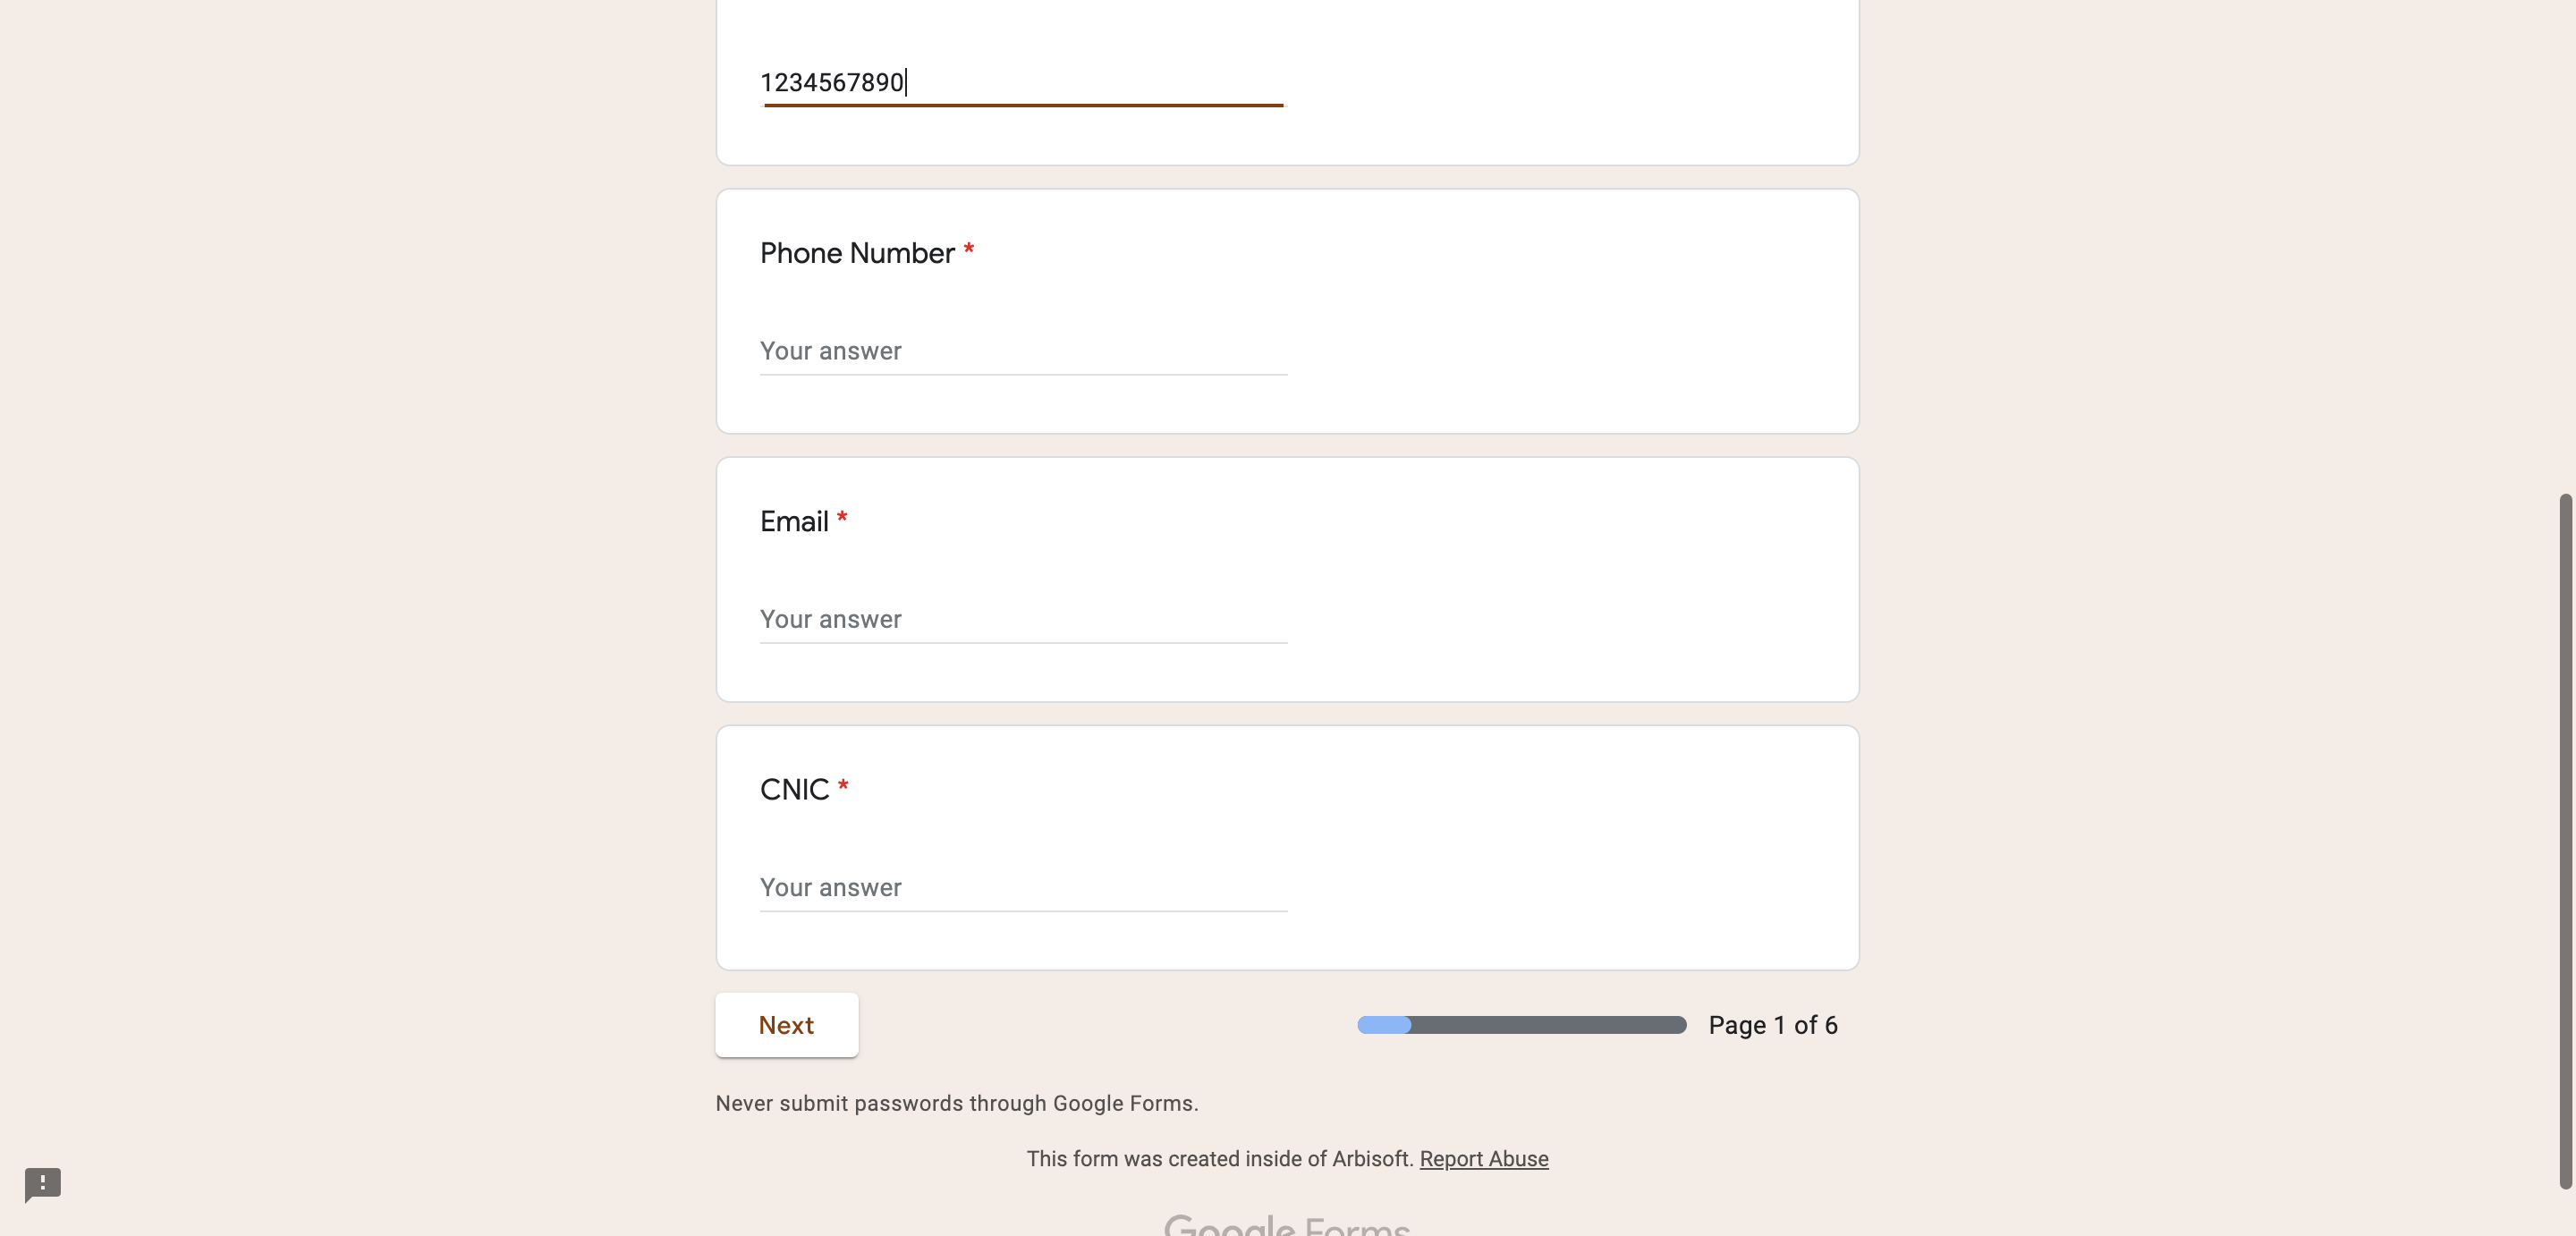 1234567890
Phone Number *
Your answer
Email *
Your answer
CNIC *
Your answer
Next
Page 1 of 6
Never submit passwords through Google Forms.
This form was created inside of Arbisoft. Report Abuse
Google Forms